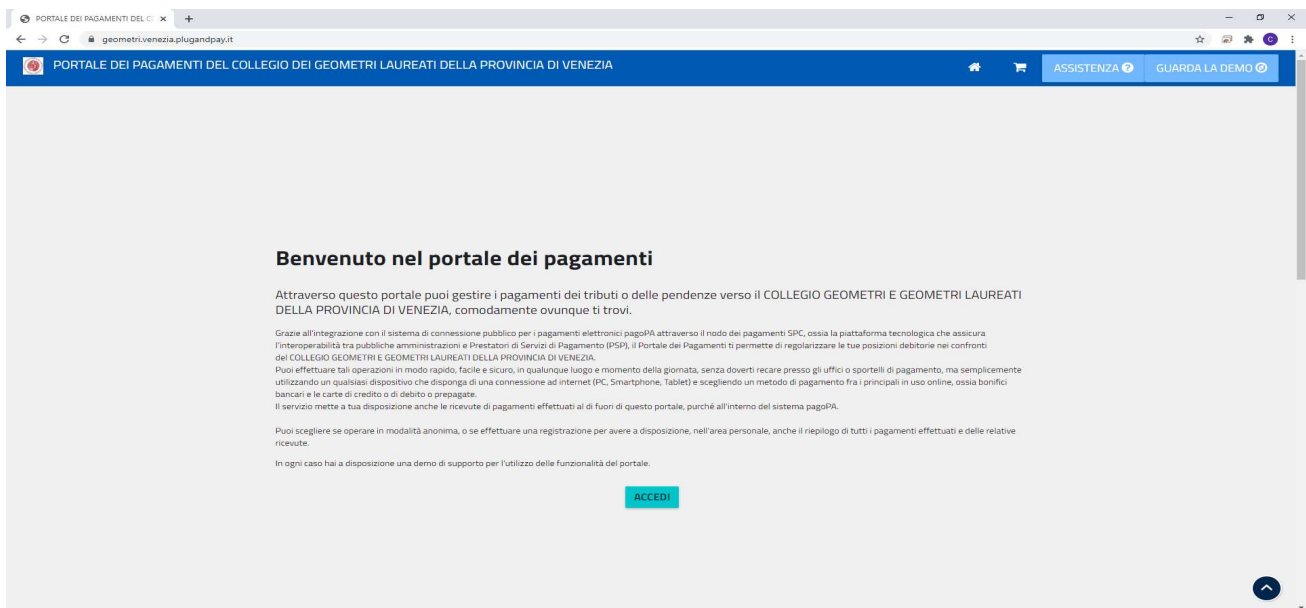 PORTALE DEI PAGAMENTI DEL C
geometri.venezia.plugandpay.it
C
PORTALE DEI PAGAMENTI DEL COLLEGIO DEI GEOMETRI LAUREATI DELLA PROVINCIA DI VENEZIA
ASSISTENZA
GUARDA LA DEMO
Benvenuto nel portale dei pagamenti
Attraverso questo portale puoi gestire i pagamenti dei tributi o delle pendenze verso il COLLEGIO GEOMETRI E GEOMETRI LAUREATI
DELLA PROVINCIA DI VENEZIA, comodamente ovunque ti trovi.
Grazie all'integrazione con il sistema di connessione pubblico per i pagamenti elettronici pagoPA attraverso il nodo dei pagamenti SPC, ossia la piattaforma tecnologica che assicura
l'interoperabilità tra pubbliche amministrazioni e Prestatori di Servizi di Pagamento (PSP), il Portale dei Pagamenti ti permette di regolarizzare le tue posizioni debitorie nei confronti
del COLLEGIO GEOMETRI E GEOMETRI LAUREATI DELLA PROVINCIA DI VENEZIA.
Puoi effettuare tali operazioni in modo rapido, facile e sicuro, in qualunque luogo e momento della giornata, senza doverti recare presso gli uffici o sportelli di pagamento, ma semplicemente
utilizzando un qualsiasi dispositivo che disponga di una connessione ad internet (PC, Smartphone, Tablet) e scegliendo un metodo di pagamento fra i principali in uso online, ossia bonifici
bancari e le carte di credito o di debito o prepagate.
Il servizio mette a tua disposizione anche le ricevute di pagamenti effettuati al di fuori di questo portale, purché all'interno del sistema pagoPA.
Puoi scegliere se operare in modalità anonima, o se effettuare una registrazione per avere a disposizione, nell'area personale, anche il riepilogo di tutti i pagamenti effettuati e delle relative
ricevute.
In ogni caso hai a disposizione una demo di supporto per l'utilizzo delle funzionalità del portale.
ACCEDI